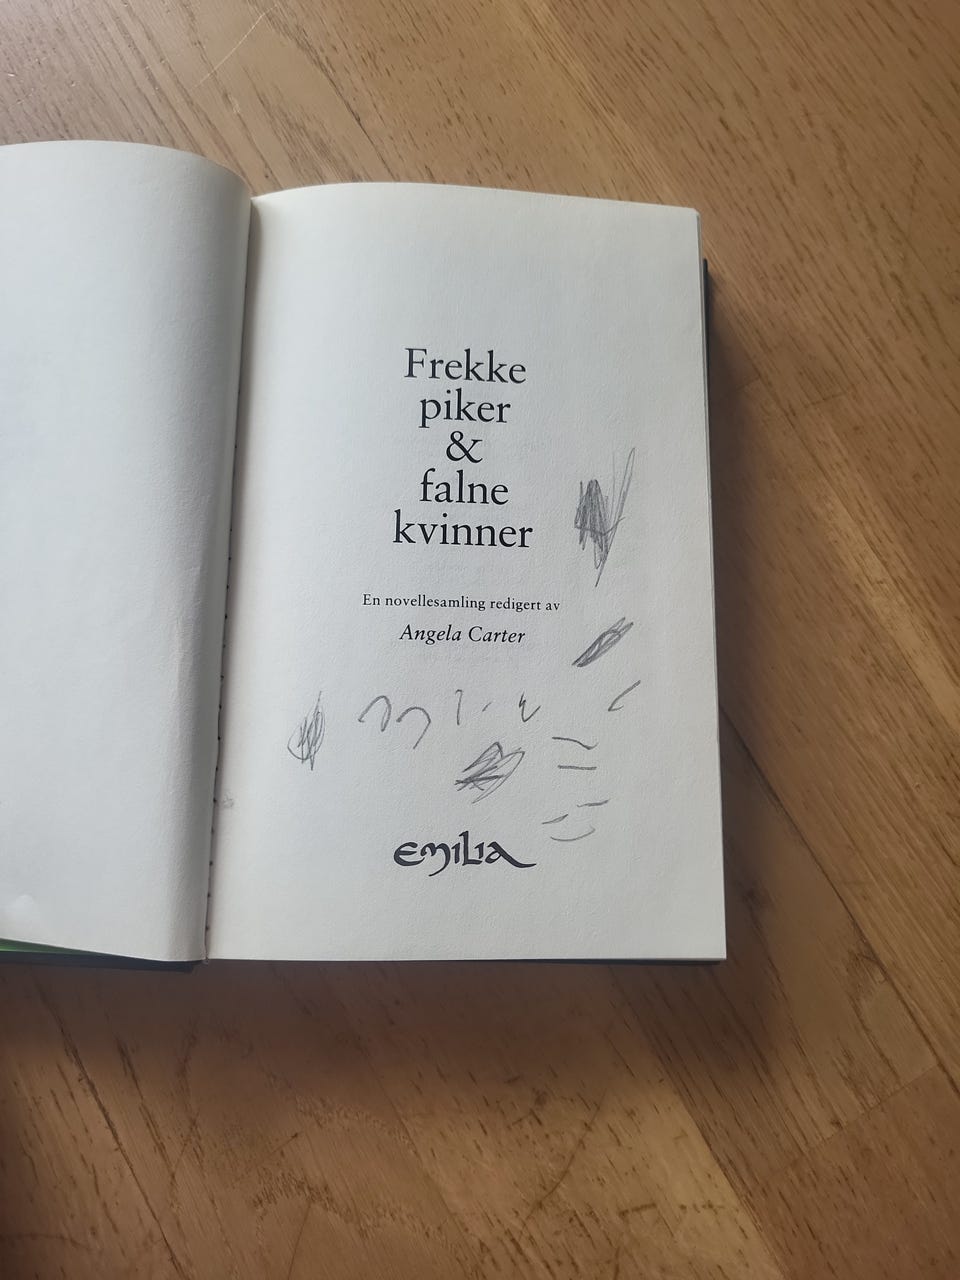 Frekke
piker
&
falne
kvinner
En novellesamling redigert av
Angela Carter
EMILIA